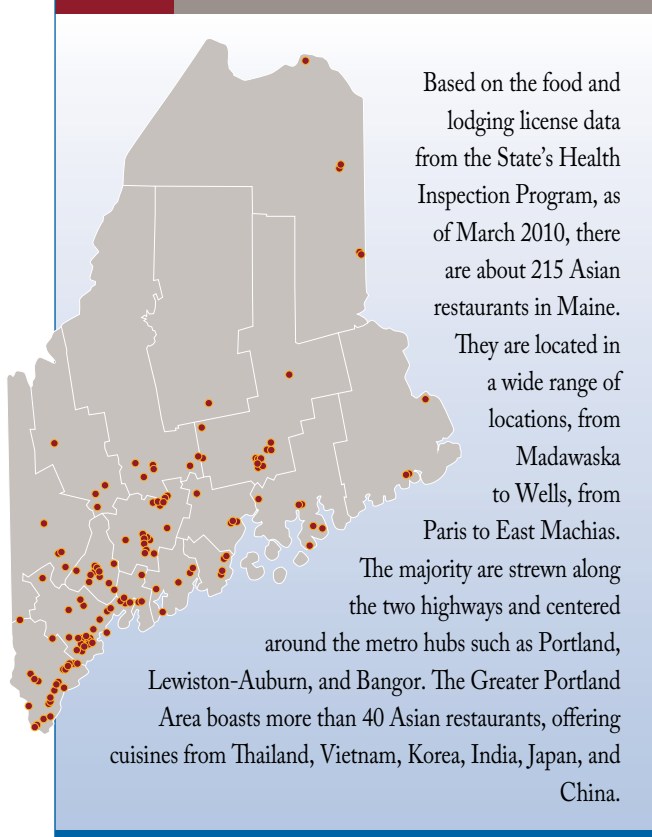 Based on the food and
lodging license data
from the State's Health
Inspection Program, as
of March 2010, there
are about 215 Asian
restaurants in Maine.
They are located in
a wide range of
locations, from
Madawaska
to Wells, from
Paris to East Machias.
The majority are strewn along
the two highways and centered
around the metro hubs such as Portland,
Lewiston-Auburn, and Bangor. The Greater Portland
Area boasts more than 40 Asian restaurants, offering
cuisines from Thailand, Vietnam, Korea, India, Japan, and
China.